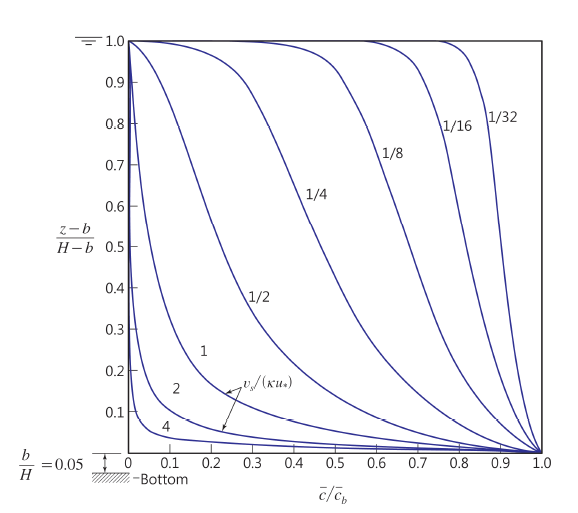 1.0
0.9
0.8
0.7
0.6
0.5
0.4
0.3
0.2
0.1
z − b
H − b
1/32
1/16
1/8
1/4
1/2
1
2
4
v_s/(κu_*)
b/H = 0.05
0 0.1 0.2 0.3 0.4 0.5 0.6 0.7 0.8 0.9 1.0
Bottom
c̄/c̄_b